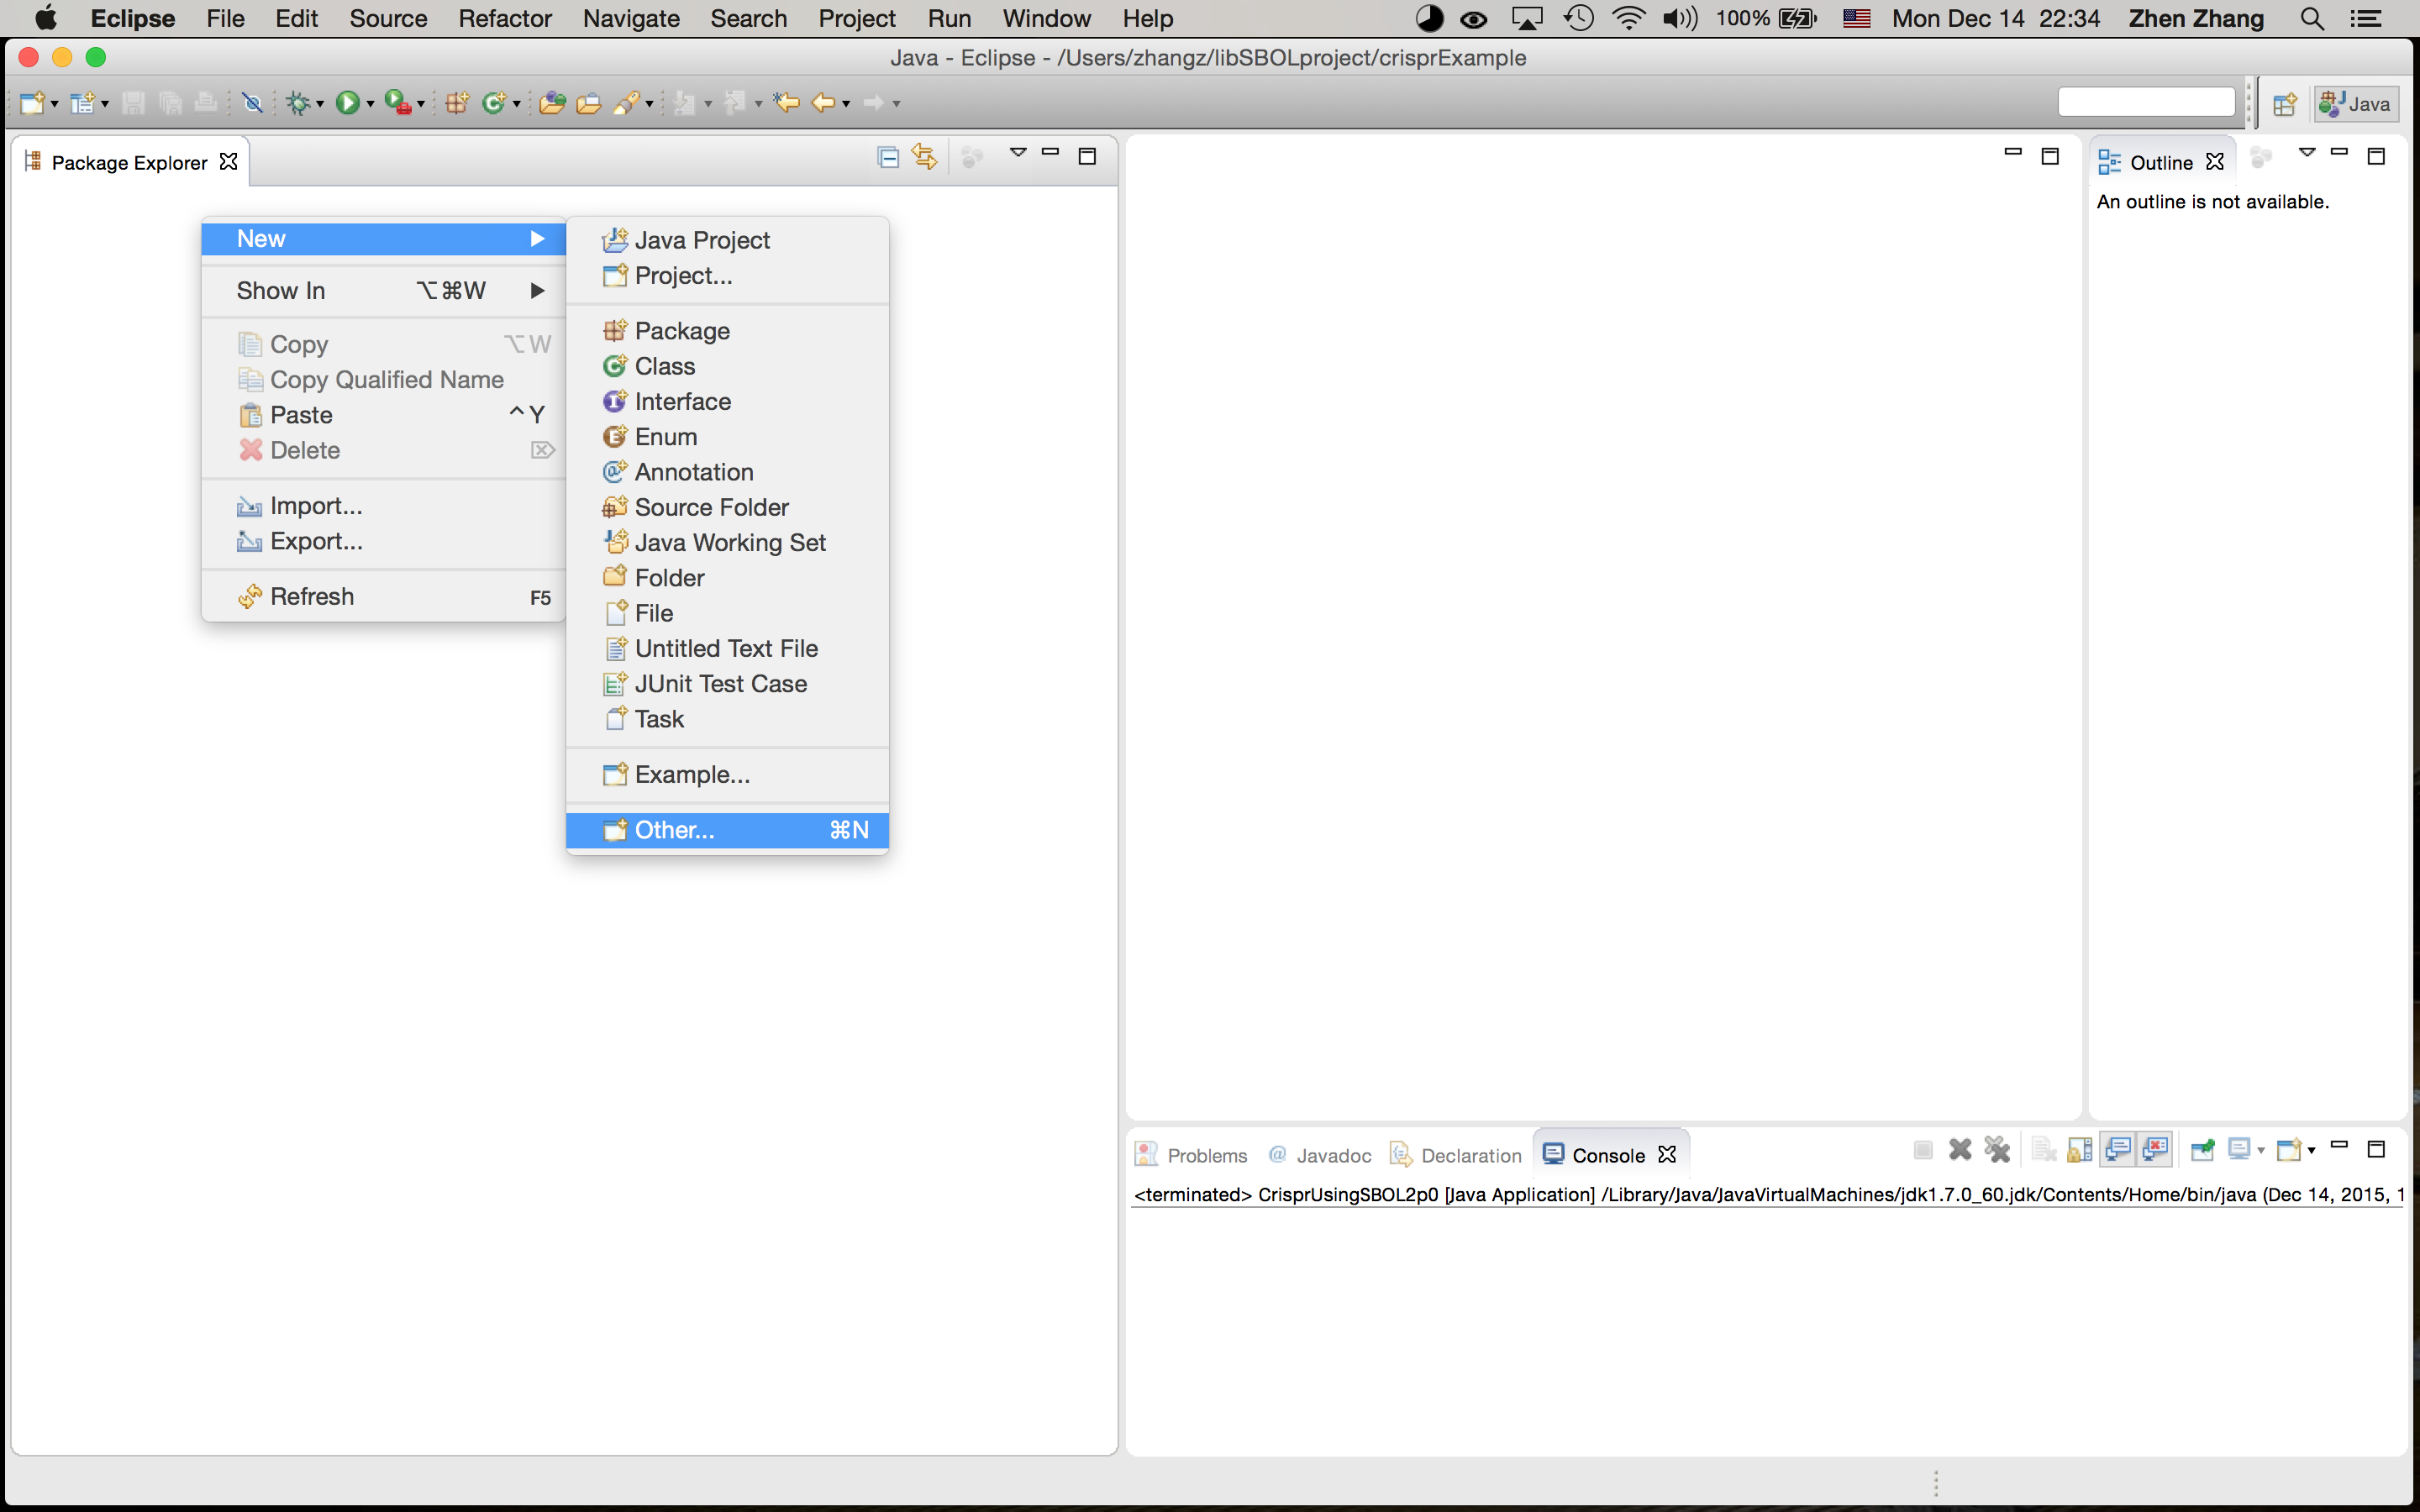 Eclipse File Edit Source Refactor Navigate Search Project Run Window Help 100% Mon Dec 14 22:34 Zhen Zhang
Java - Eclipse - /Users/zhangz/libSBOLproject/crisprExample
Java
Package Explorer
Outline
An outline is not available.
New
Show In ⌥⌘W
Copy ⌥W
Copy Qualified Name
Paste ^Y
Delete ⌦
Import...
Export...
Refresh F5
Java Project
Project...
Package
Class
Interface
Enum
Annotation
Source Folder
Java Working Set
Folder
File
Untitled Text File
JUnit Test Case
Task
Example...
Other... ⌘N
Problems @ Javadoc Declaration Console
<terminated> CrisprUsingSBOL2p0 [Java Application] /Library/Java/JavaVirtualMachines/jdk1.7.0_60.jdk/Contents/Home/bin/java (Dec 14, 2015, 1